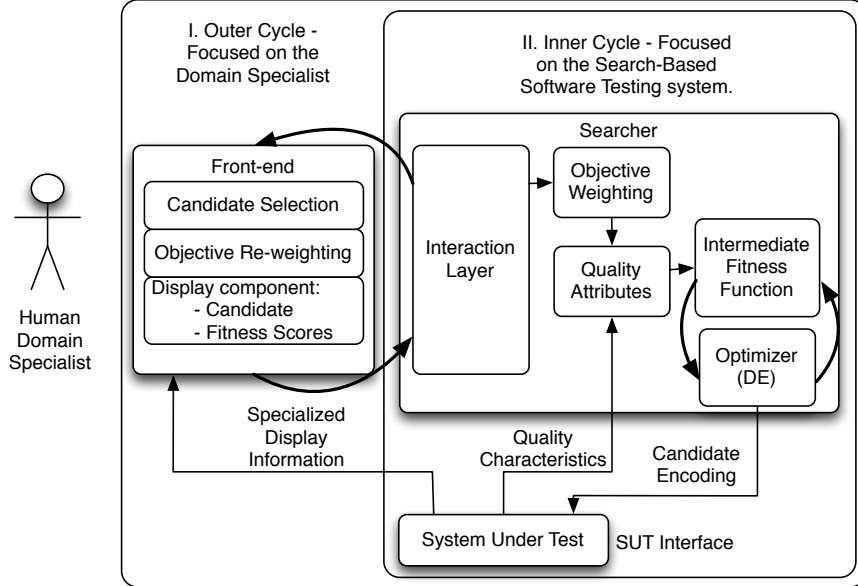 I. Outer Cycle -
Focused on the
Domain Specialist
II. Inner Cycle - Focused
on the Search-Based
Software Testing system.
Searcher
Front-end
Candidate Selection
Objective Re-weighting
Display component:
- Candidate
- Fitness Scores
Human
Domain
Specialist
Interaction
Layer
Objective
Weighting
Quality
Attributes
Intermediate
Fitness
Function
Optimizer
(DE)
Specialized
Display
Information
Quality
Characteristics
Candidate
Encoding
System Under Test
SUT Interface